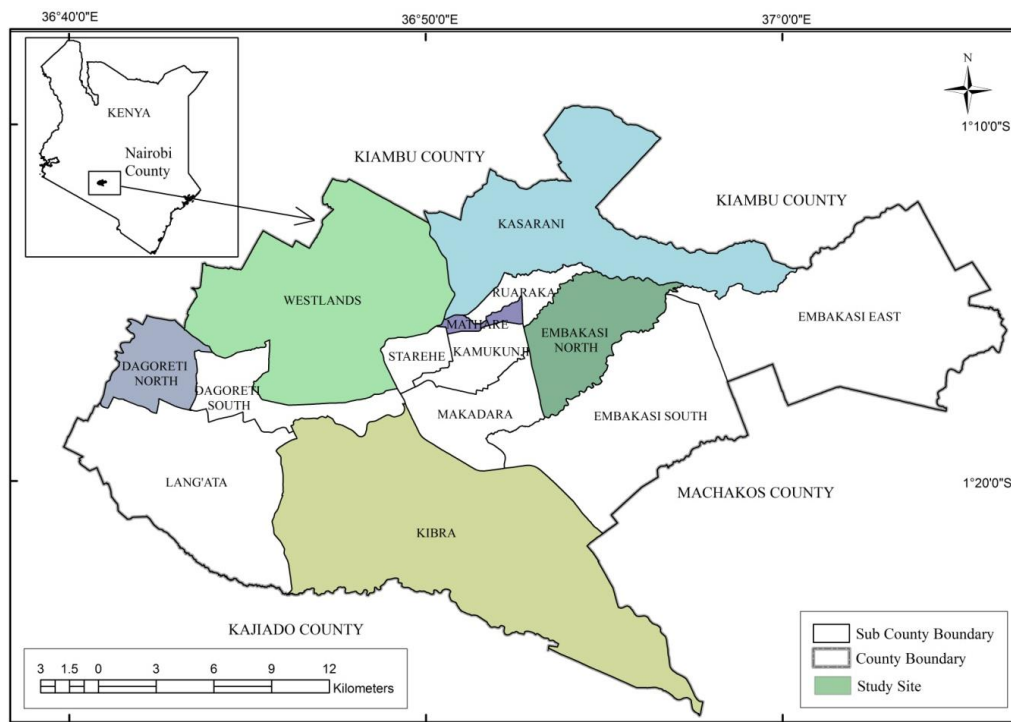 36°40'0"E
36°50'0"E
37°0'0"E
KENYA
Nairobi
County
N
1°10'0"S
KIAMBU COUNTY
KIAMBU COUNTY
KASARANI
WESTLANDS
RUARAKA
MATHARE
EMBAKASI
NORTH
EMBAKASI EAST
STAREHE
KAMUKUNJI
DAGORETI
NORTH
DAGORETI
SOUTH
MAKADARA
EMBAKASI SOUTH
LANG'ATA
1°20'0"S
MACHAKOS COUNTY
KIBRA
KAJIADO COUNTY
Sub County Boundary
County Boundary
Study Site
3 1.5 0 3 6 9 12
Kilometers